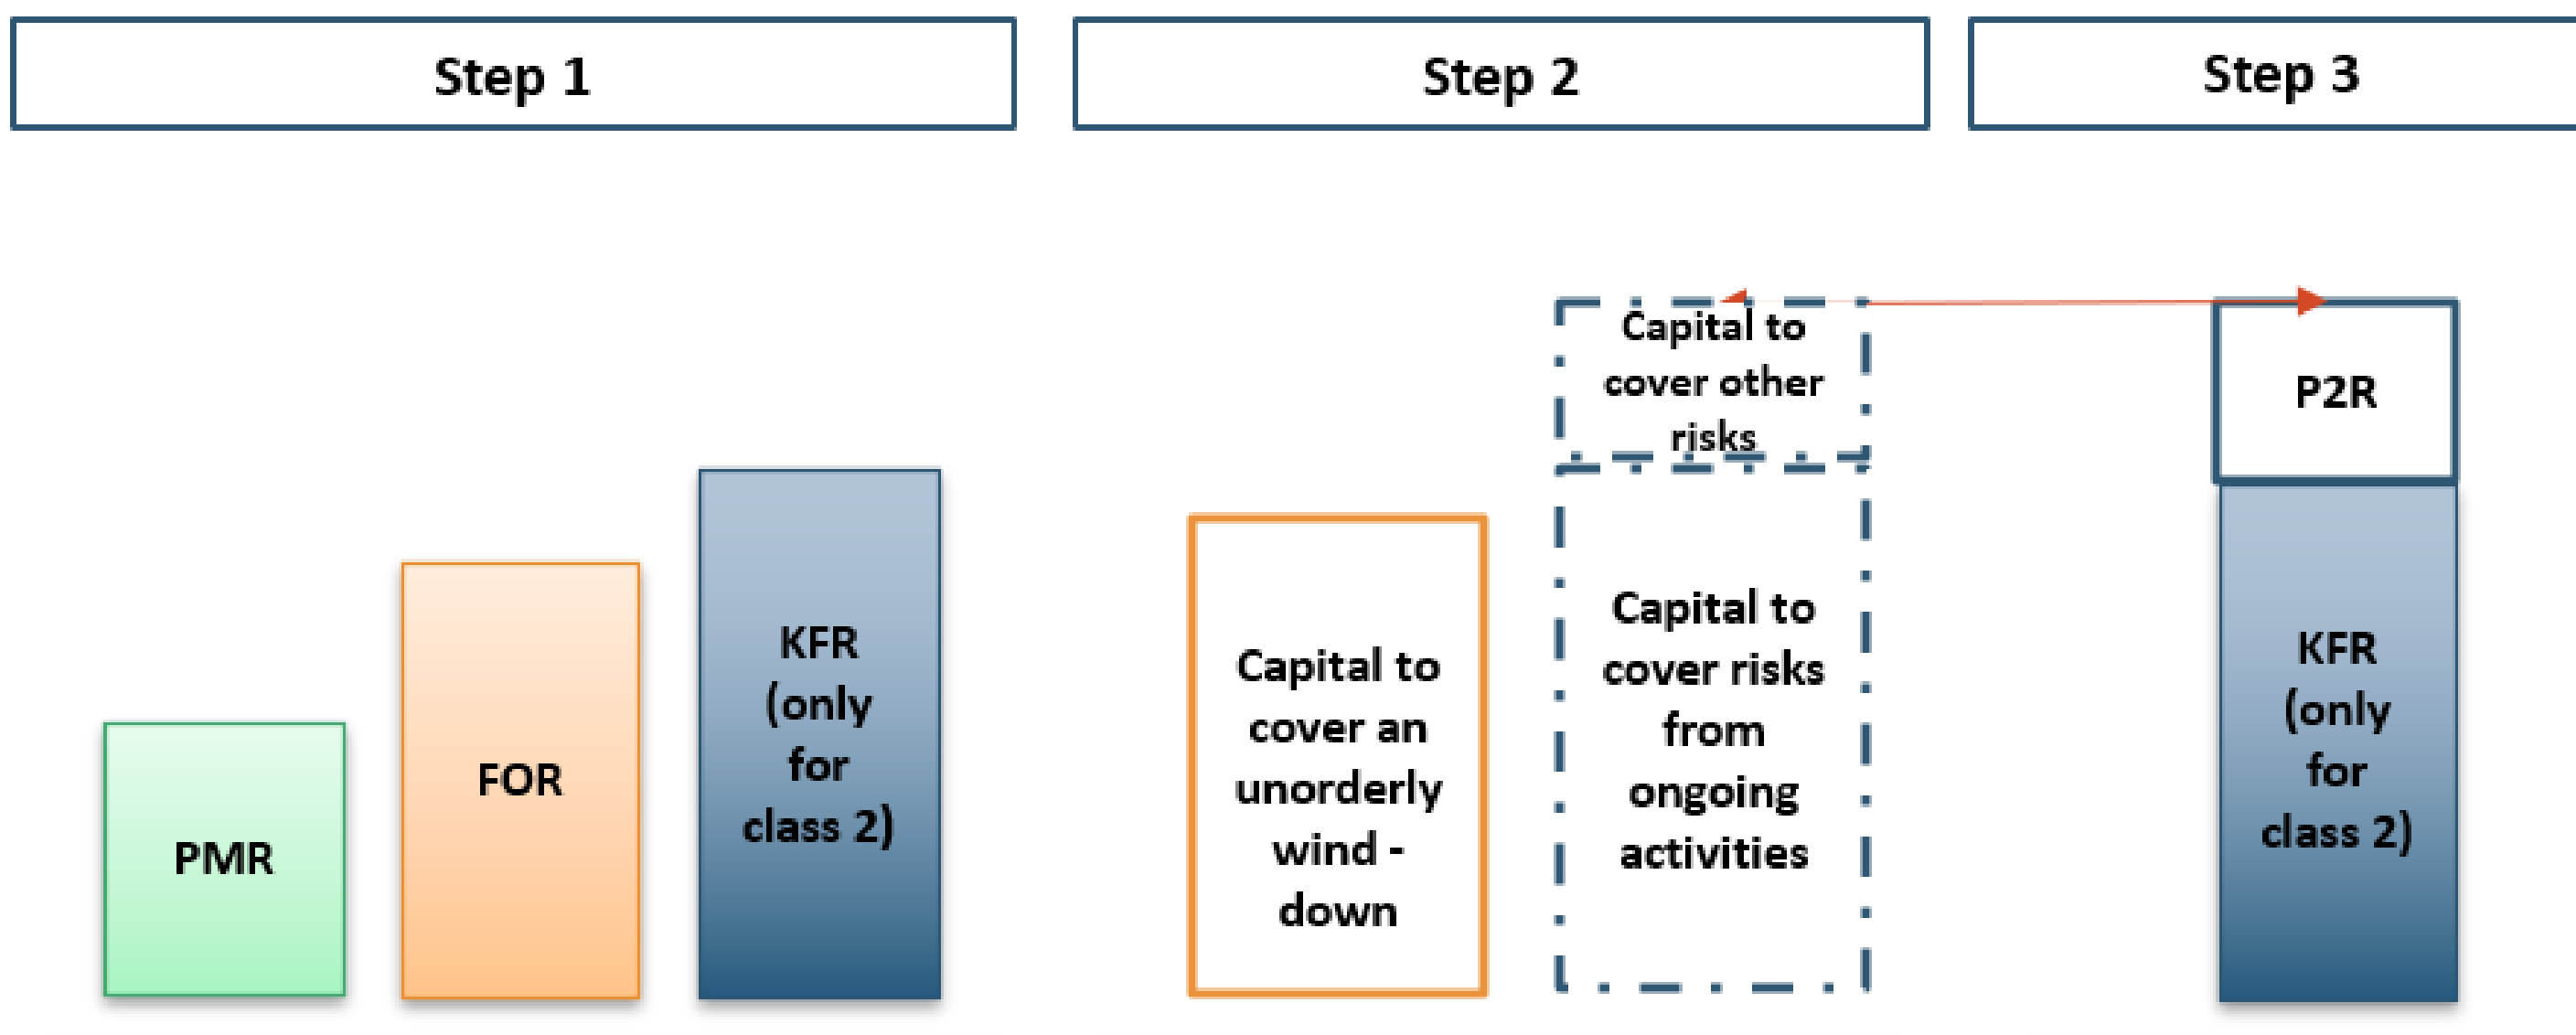 Step 1
Step 2
Step 3
PMR
FOR
KFR
(only
for
class 2)
Capital to
cover an
unorderly
wind -
down
Capital to
cover other
risks
Capital to
cover risks
from
ongoing
activities
P2R
KFR
(only
for
class 2)